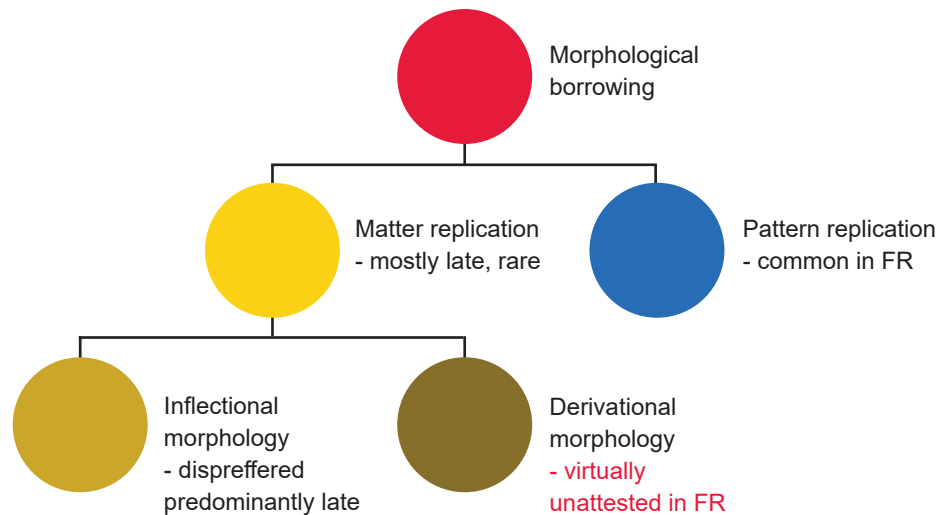 Morphological
borrowing
Matter replication
- mostly late, rare
Pattern replication
- common in FR
Inflectional
morphology
- dispreffered
predominantly late
Derivational
morphology
- virtually
unattested in FR